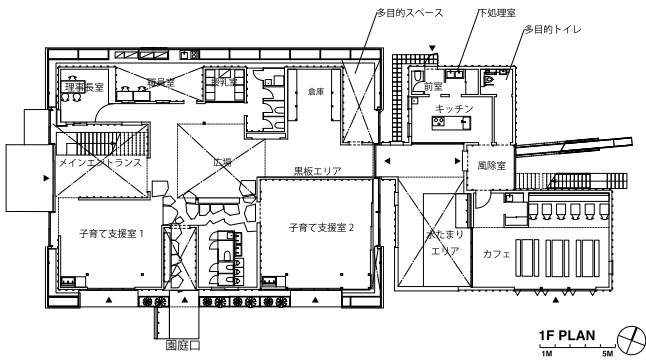 多目的スペース
下処理室
多目的トイレ
理事長室
職員室
授乳室
倉庫
前室
キッチン
メインエントランス
広場
黒板エリア
風除室
子育て支援室 1
子育て支援室 2
水たまり
エリア
カフェ
園庭口
1F PLAN
1M
5M